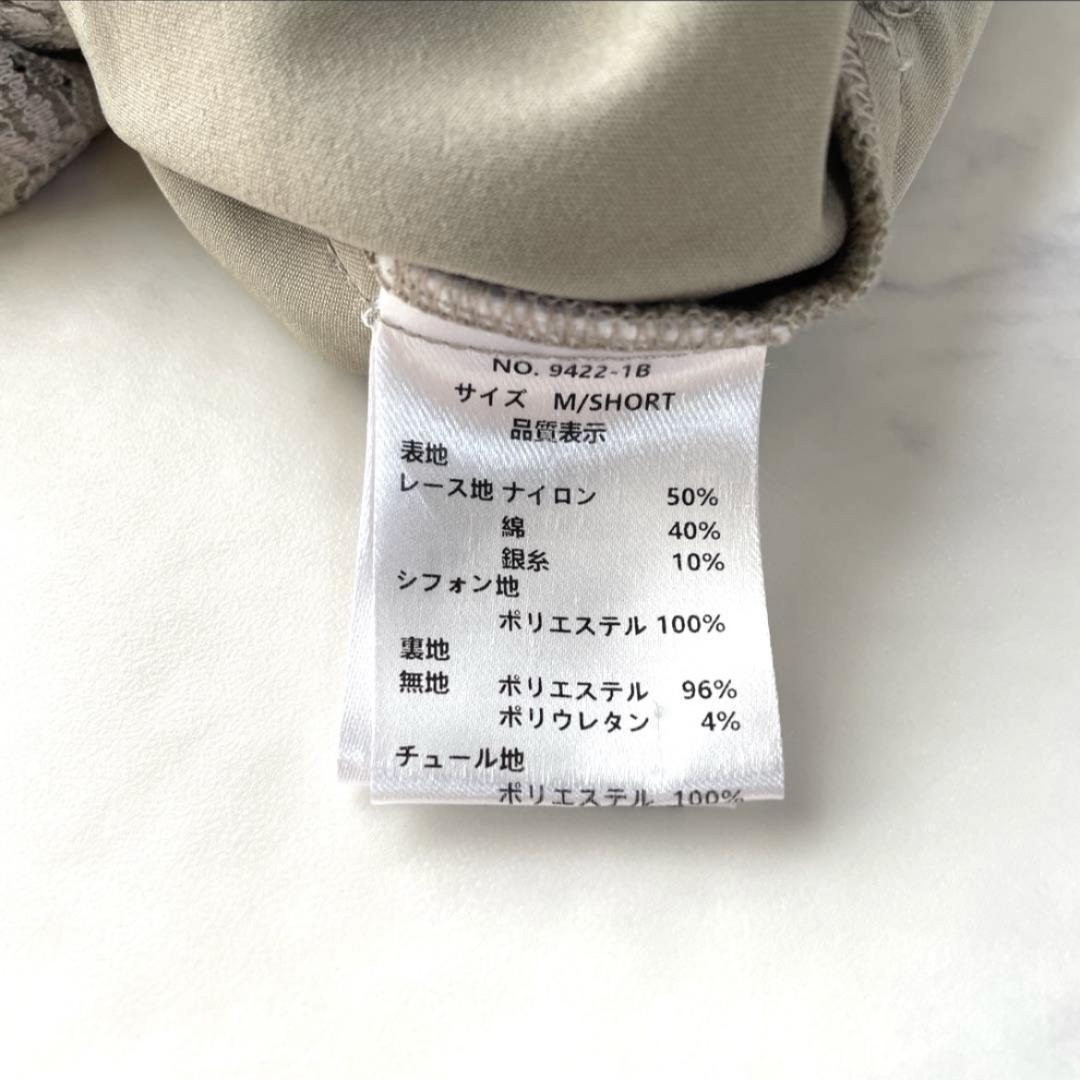 NO. 9422-1B
サイズ M/SHORT
品質表示
表地
レース地 ナイロン 50%
綿 40%
銀糸 10%
シフォン地
ポリエステル 100%
裏地
無地 ポリエステル 96%
ポリウレタン 4%
チュール地
ポリエステル 100%